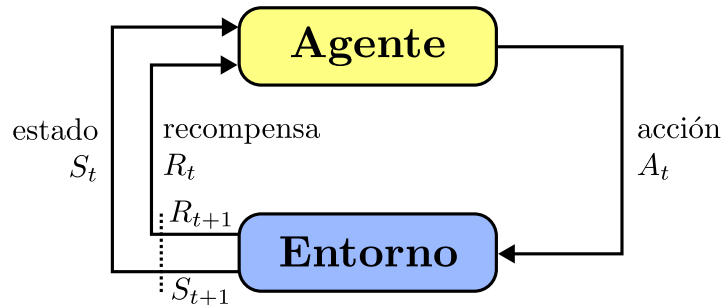 Agente
estado
S_t
recompensa
R_t
acción
A_t
R_{t+1}
Entorno
S_{t+1}